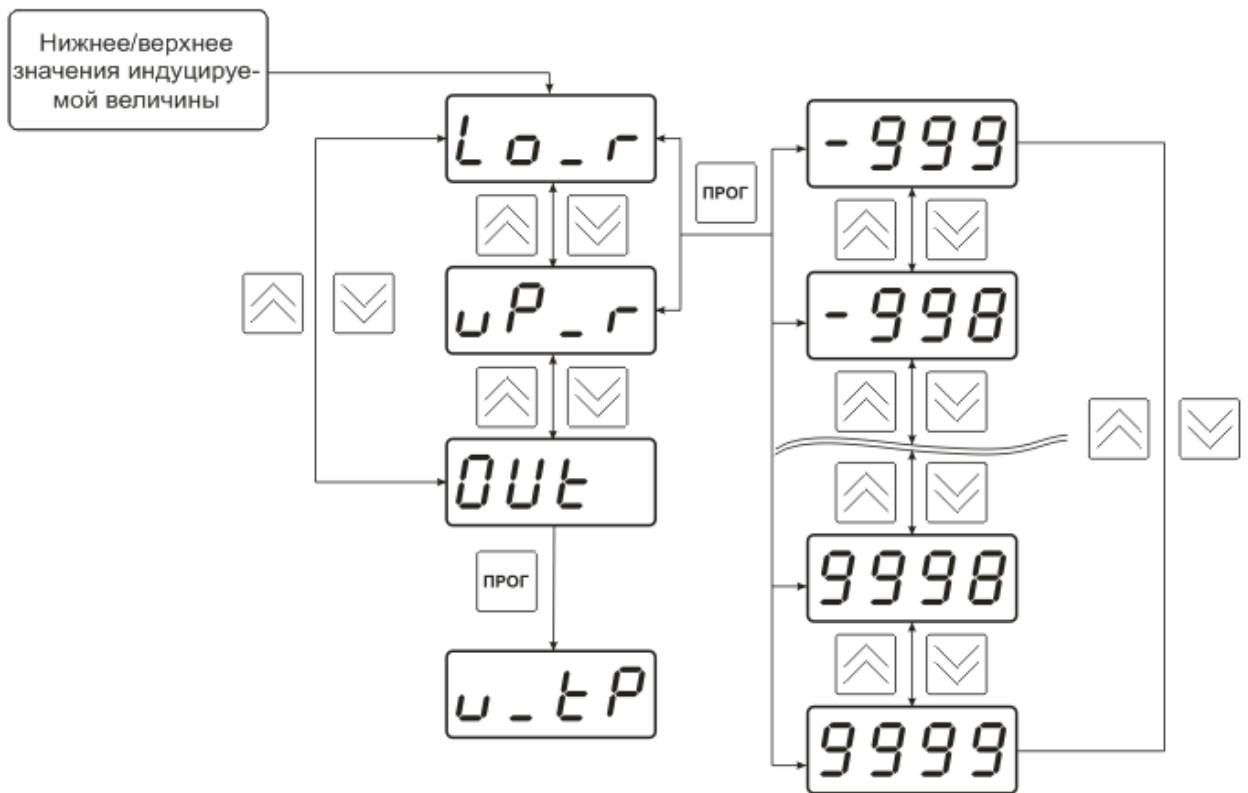 Нижнее/верхнее
значения индуцируе-
мой величины
Lo_r
ПРОГ
-999
uP_r
-998
OUt
ПРОГ
9998
u_tP
9999